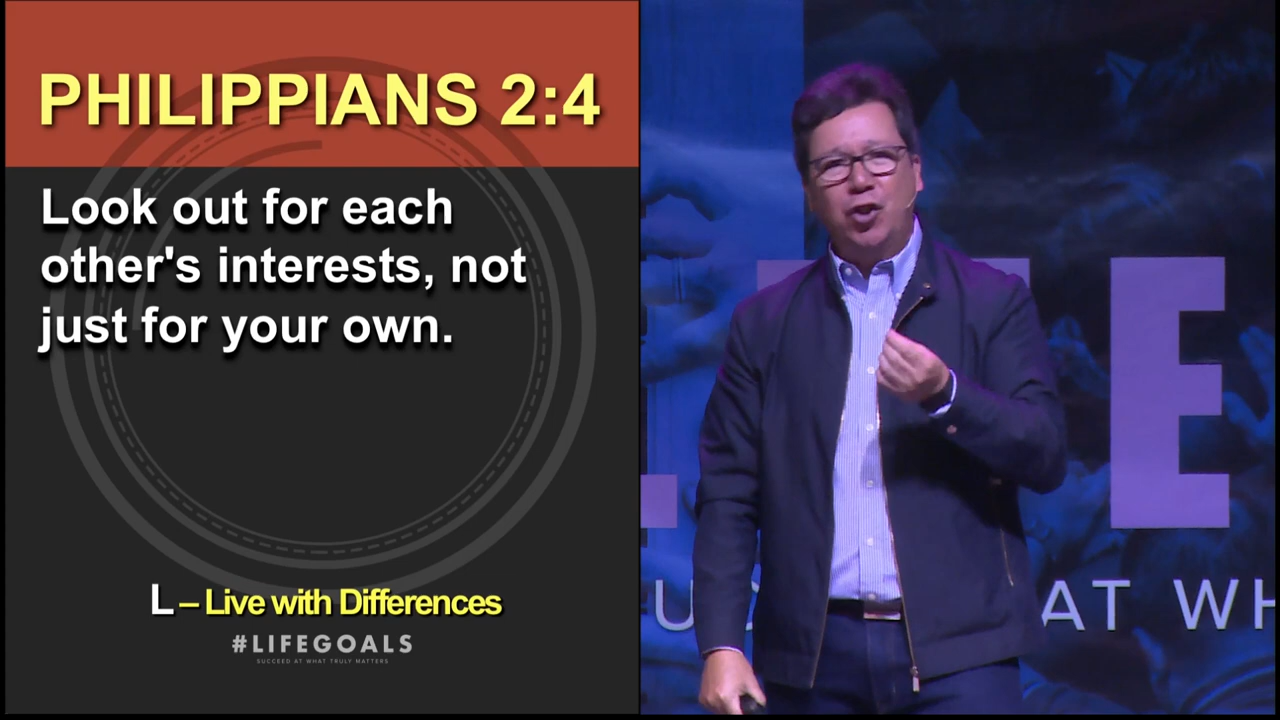 PHILIPPIANS 2:4
Look out for each
other's interests, not
just for your own.
L – Live with Differences
#LIFEGOALS
SUCCEED AT WHAT TRULY MATTERS
E
AT WH